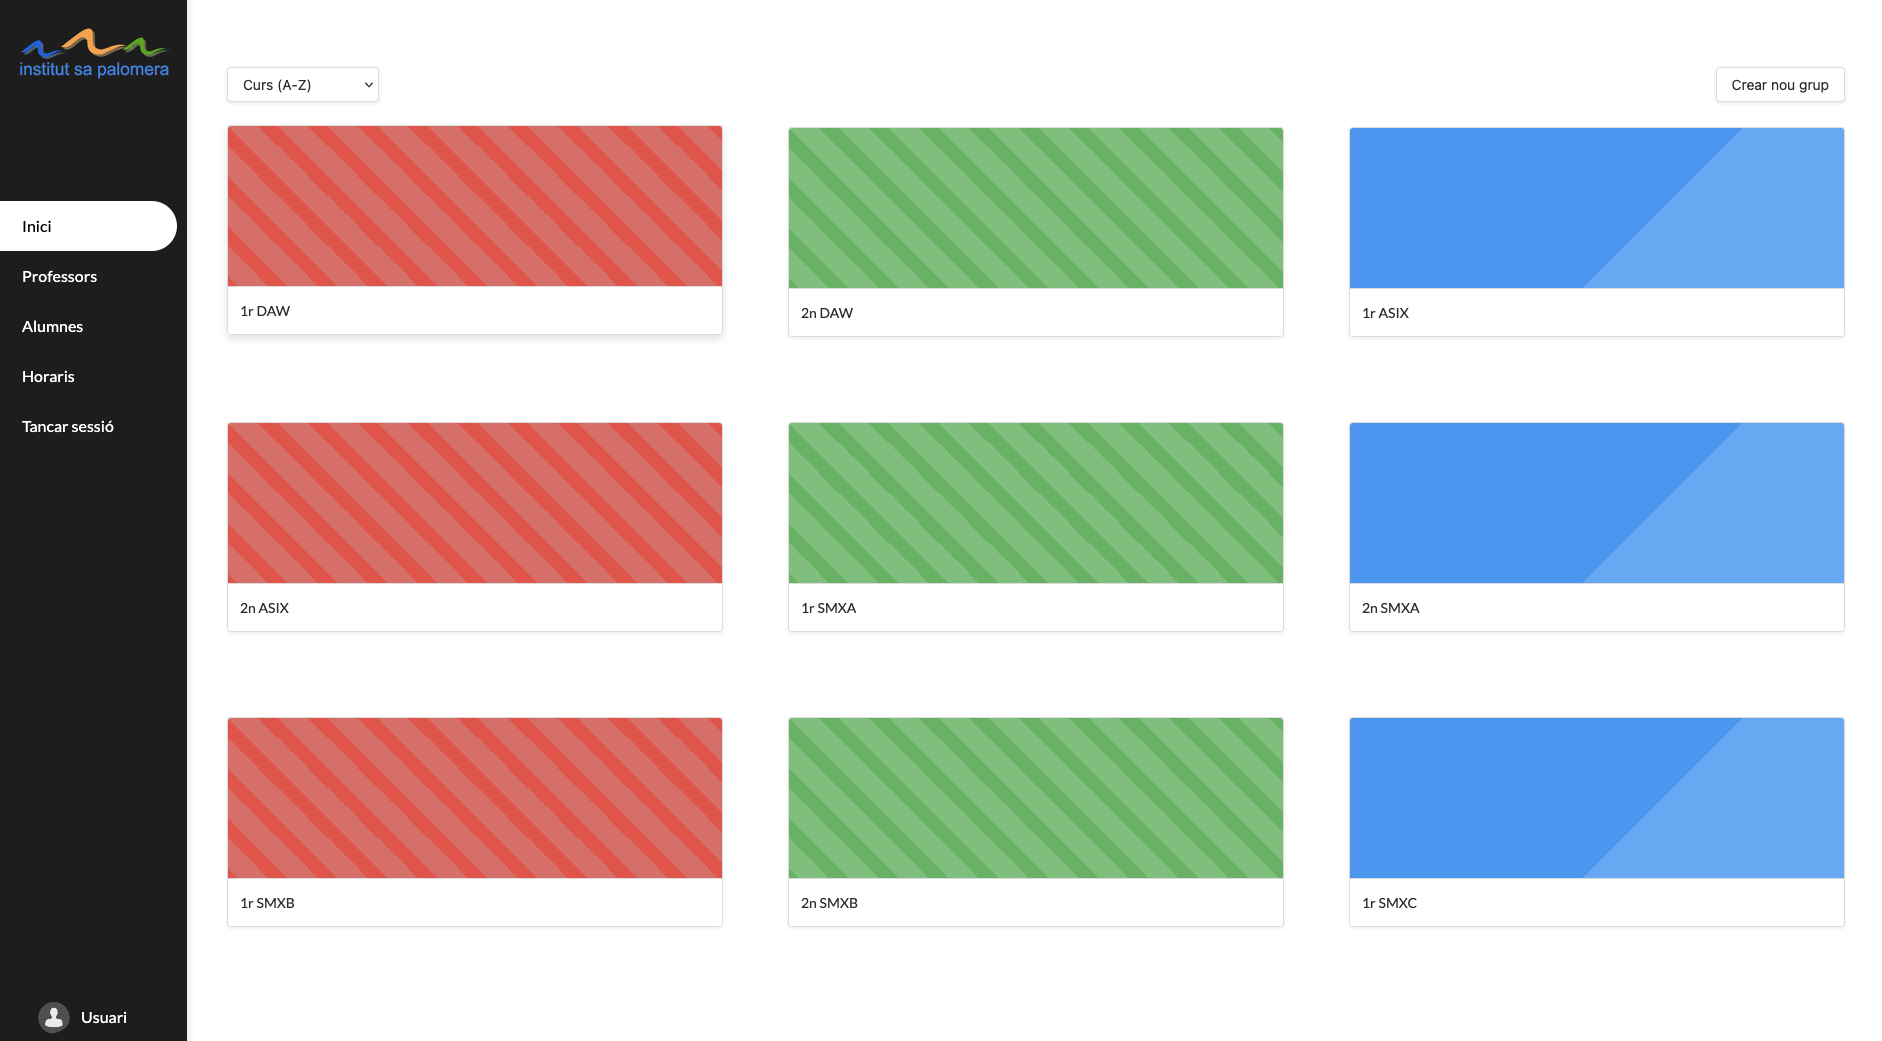 institut sa palomera
Inici
Professors
Alumnes
Horaris
Tancar sessió
Usuari
Curs (A-Z)
Crear nou grup
1r DAW
2n DAW
1r ASIX
2n ASIX
1r SMXA
2n SMXA
1r SMXB
2n SMXB
1r SMXC